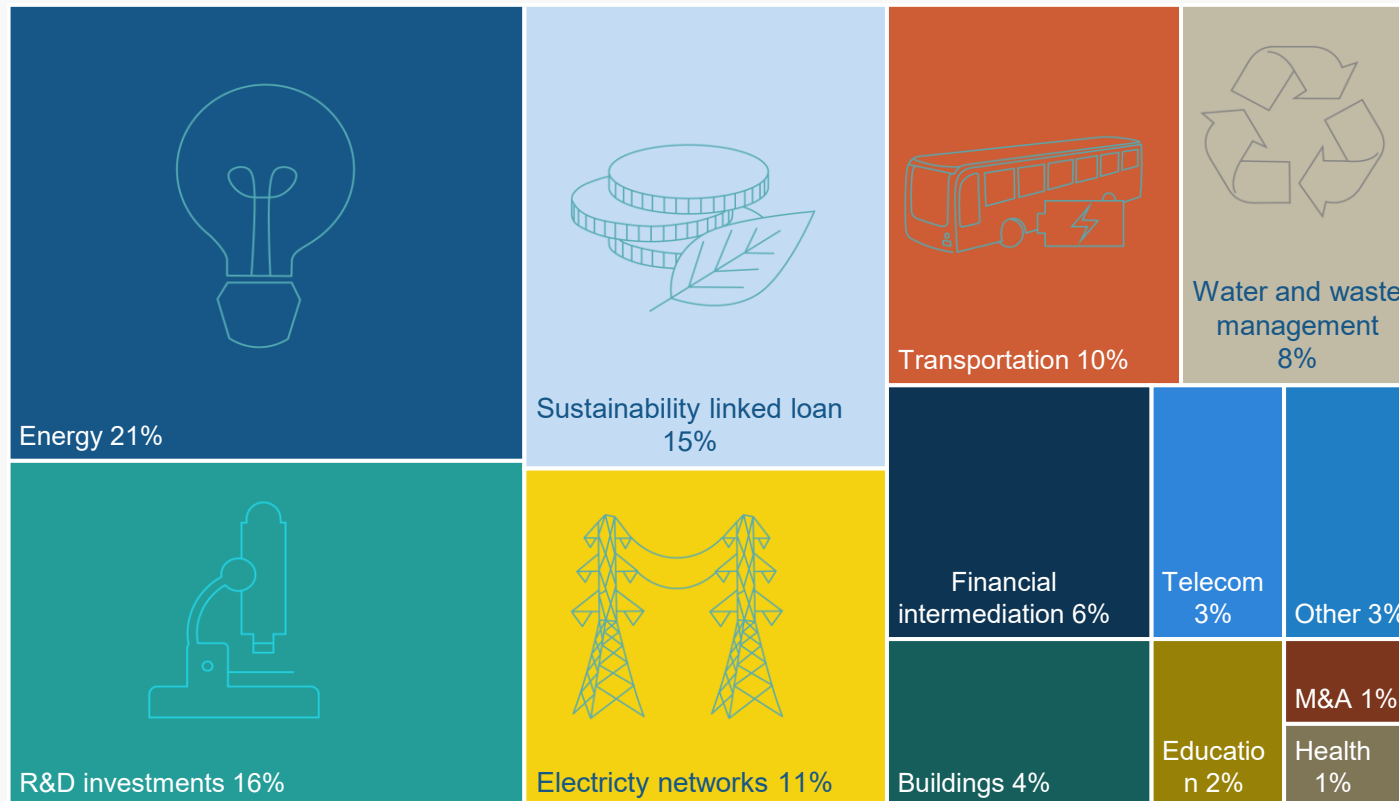 Energy 21%
R&D investments 16%
Sustainability linked loan
15%
Electricty networks 11%
Transportation 10%
Water and waste
management
8%
Financial
intermediation 6%
Telecom
3%
Other 3%
Buildings 4%
Educatio
n 2%
M&A 1%
Health
1%